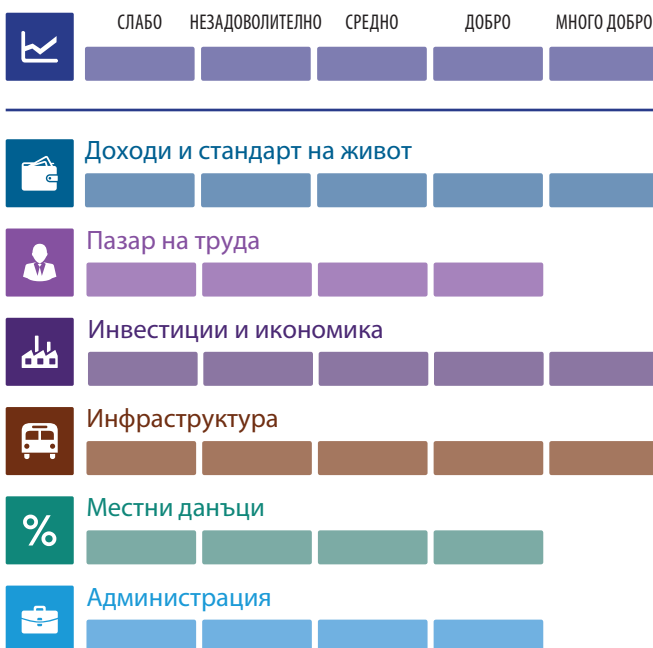 СЛАБО НЕЗАДОВОЛИТЕЛНО СРЕДНО ДОБРО МНОГО ДОБРО
Доходи и стандарт на живот
Пазар на труда
Инвестиции и икономика
Инфраструктура
Местни данъци
%
Администрация